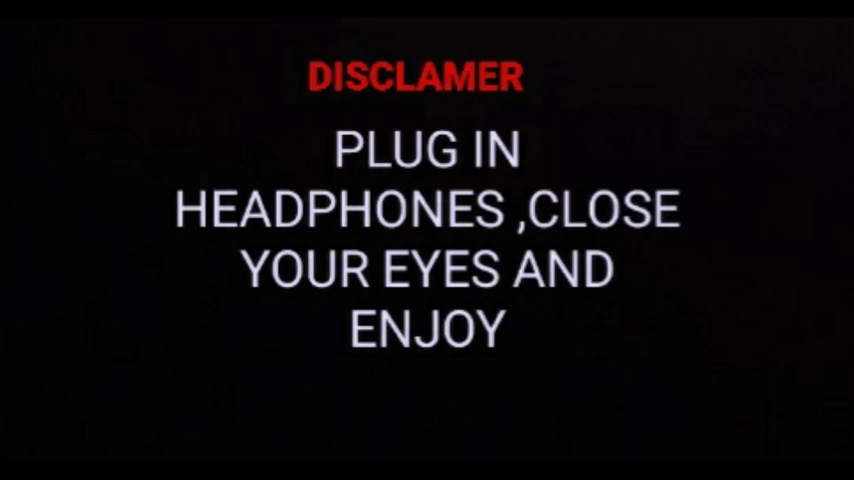 DISCLAMER
PLUG IN
HEADPHONES ,CLOSE
YOUR EYES AND
ENJOY